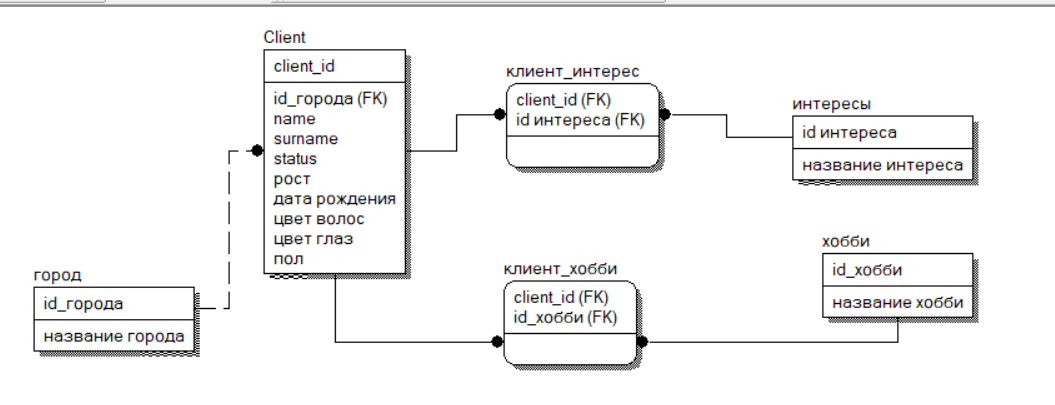 Client
client_id
id_города (FK)
name
surname
status
рост
дата рождения
цвет волос
цвет глаз
пол
клиент_интерес
client_id (FK)
id интереса (FK)
интересы
id интереса
название интереса
город
id_города
название города
клиент_хобби
client_id (FK)
id_хобби (FK)
хобби
id_хобби
название хобби